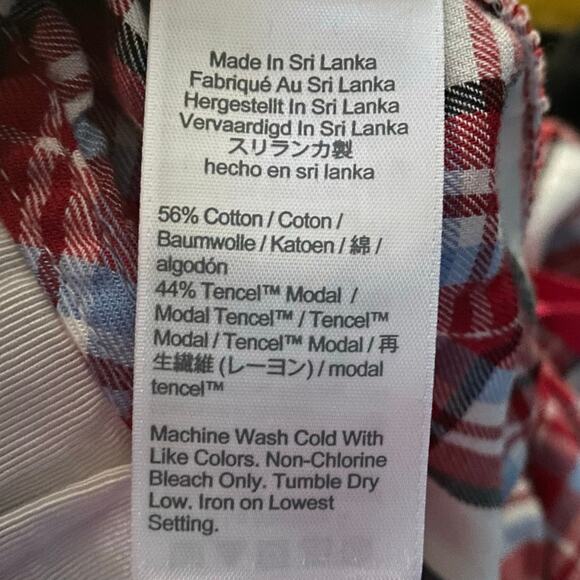 Made In Sri Lanka
Fabriqué Au Sri Lanka
Hergestellt In Sri Lanka
Vervaardigd In Sri Lanka
スリランカ製
hecho en sri lanka
56% Cotton / Coton /
Baumwolle / Katoen / 綿 /
algodón
44% Tencel™ Modal /
Modal Tencel™ / Tencel™
Modal / Tencel™ Modal / 再
生繊維 (レーヨン) / modal
tencel™
Machine Wash Cold With
Like Colors. Non-Chlorine
Bleach Only. Tumble Dry
Low. Iron on Lowest
Setting.